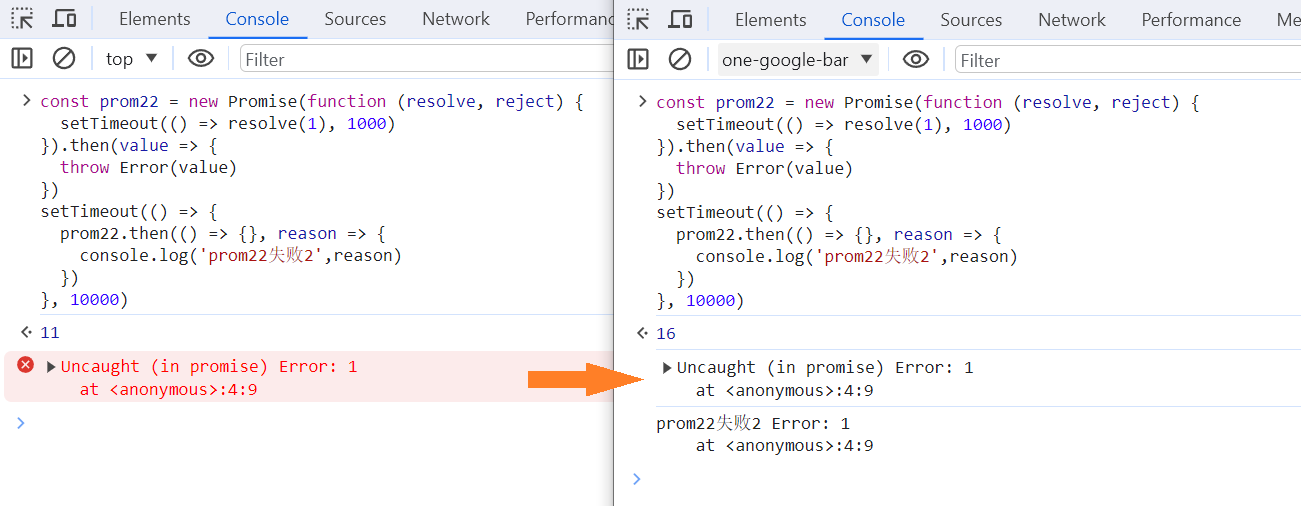 Elements Console Sources Network Performanc
top Filter
const prom22 = new Promise(function (resolve, reject) {
  setTimeout(() => resolve(1), 1000)
}).then(value => {
  throw Error(value)
})
setTimeout(() => {
  prom22.then(() => {}, reason => {
    console.log('prom22失败2',reason)
  })
}, 10000)
11
Uncaught (in promise) Error: 1
    at <anonymous>:4:9
Elements Console Sources Network Performance Me
one-google-bar Filter
const prom22 = new Promise(function (resolve, reject) {
  setTimeout(() => resolve(1), 1000)
}).then(value => {
  throw Error(value)
})
setTimeout(() => {
  prom22.then(() => {}, reason => {
    console.log('prom22失败2',reason)
  })
}, 10000)
16
Uncaught (in promise) Error: 1
    at <anonymous>:4:9
prom22失败2 Error: 1
    at <anonymous>:4:9